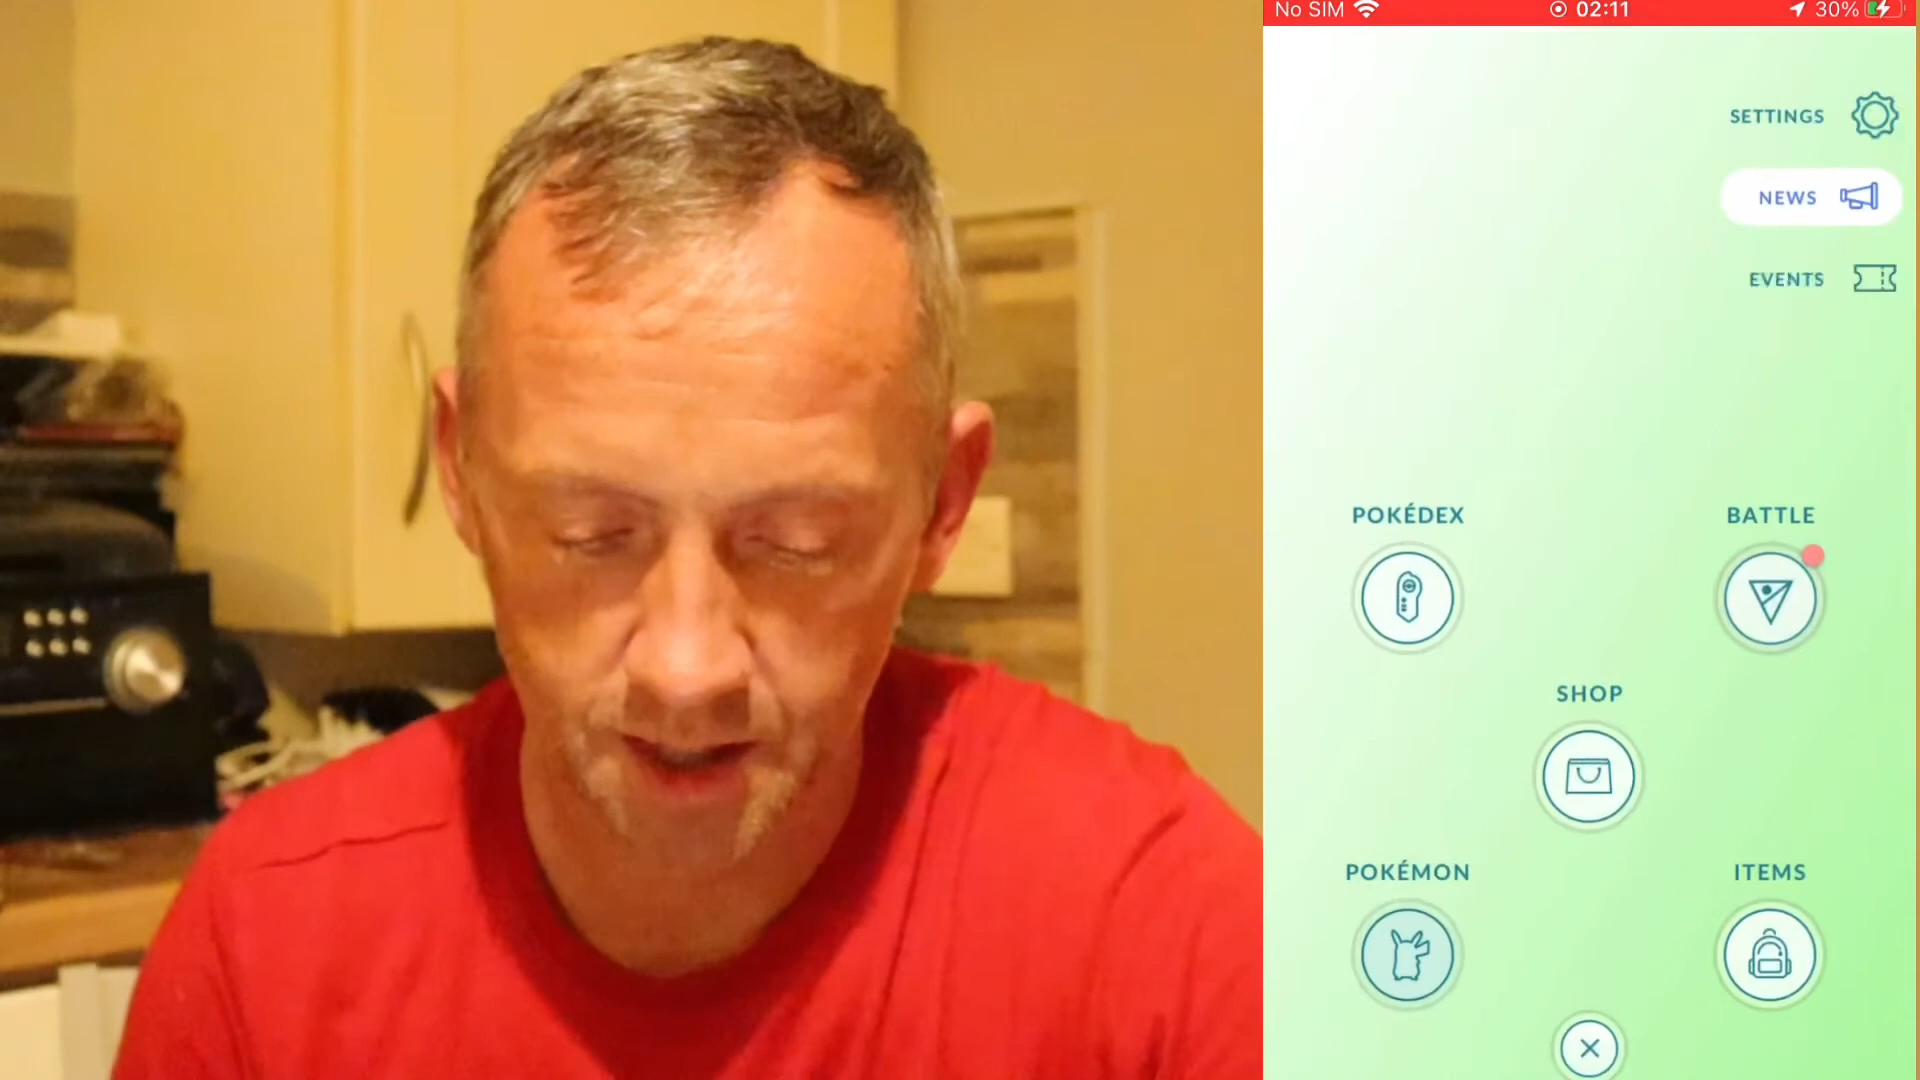 No SIM 02:11 30%
SETTINGS
NEWS
EVENTS
POKÉDEX BATTLE
SHOP
POKÉMON ITEMS